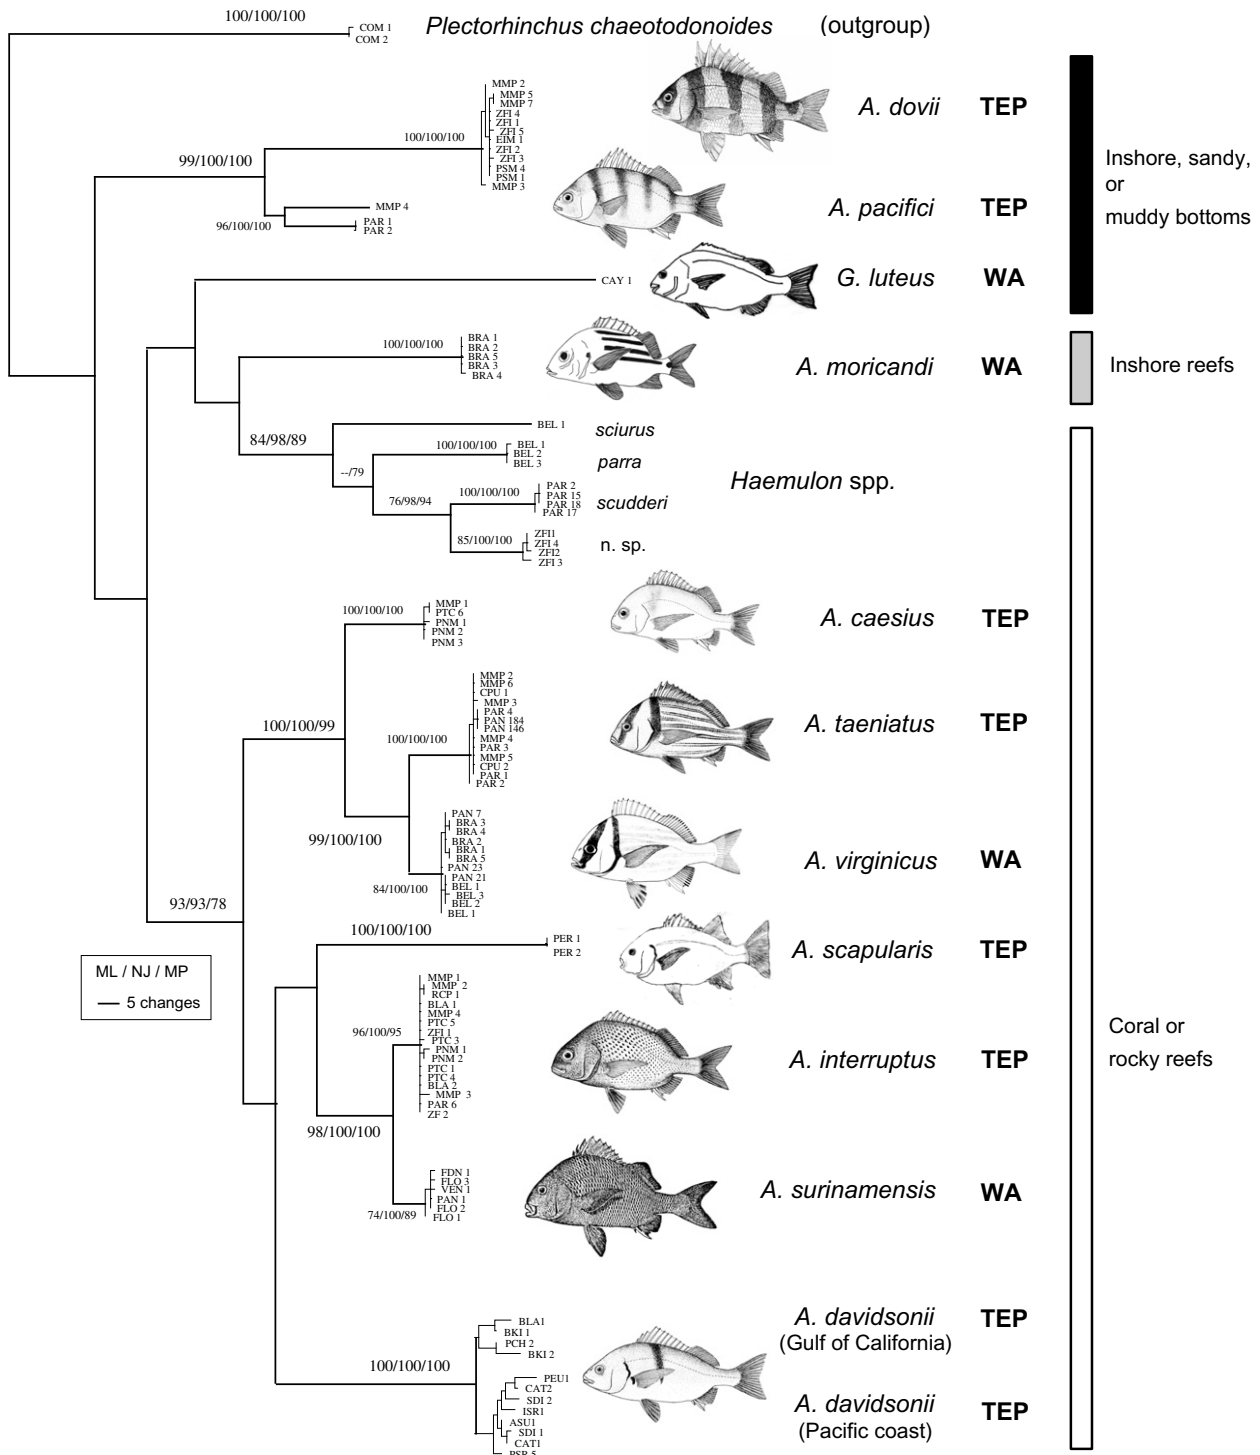 100/100/100
COM 1
COM 2
Plectorhinchus chaeotodonoides (outgroup)
MMP 2
MMP 5
MMP 7
ZFI 4
ZFI 1
ZFI 5
EIM 1
ZFI 2
ZFI 3
PSM 4
PSM 1
MMP 3
100/100/100
A. dovii TEP
99/100/100
MMP 4
PAR 1
PAR 2
96/100/100
A. pacifici TEP
Inshore, sandy,
or
muddy bottoms
CAY 1
G. luteus WA
100/100/100
BRA 1
BRA 2
BRA 5
BRA 3
BRA 4
A. moricandi WA
Inshore reefs
84/98/89
BEL 1
sciurus
--/79
100/100/100
BEL 1
BEL 2
BEL 3
parra
Haemulon spp.
76/98/94
100/100/100
PAR 2
PAR 15
PAR 18
PAR 17
scudderi
85/100/100
ZFI1
ZFI 4
ZFI2
ZFI 3
n. sp.
100/100/100
MMP 1
PTC 6
PNM 1
PNM 2
PNM 3
A. caesius TEP
100/100/99
100/100/100
MMP 2
MMP 6
CPU 1
MMP 3
PAR 4
PAN 184
PAN 146
MMP 4
PAR 3
MMP 5
CPU 2
PAR 1
PAR 2
A. taeniatus TEP
99/100/100
PAN 7
BRA 3
BRA 4
BRA 2
BRA 1
BRA 5
PAN 23
PAN 21
BEL 1
BEL 3
BEL 2
BEL 1
84/100/100
A. virginicus WA
93/93/78
100/100/100
PER 1
PER 2
A. scapularis TEP
ML / NJ / MP
5 changes
MMP 1
MMP 2
RCP 1
BLA 1
MMP 4
PTC 5
ZFI 1
PTC 3
PNM 1
PNM 2
PTC 1
PTC 4
BLA 2
MMP 3
PAR 6
ZF 2
96/100/95
A. interruptus TEP
Coral or
rocky reefs
98/100/100
FDN 1
FLO 3
VEN 1
PAN 1
FLO 2
FLO 1
74/100/89
A. surinamensis WA
100/100/100
BLA1
BKI 1
PCH 2
BKI 2
A. davidsonii TEP
(Gulf of California)
PEU1
CAT2
SDI 2
ISR1
ASU1
SDI 1
CAT1
PSR 5
A. davidsonii TEP
(Pacific coast)